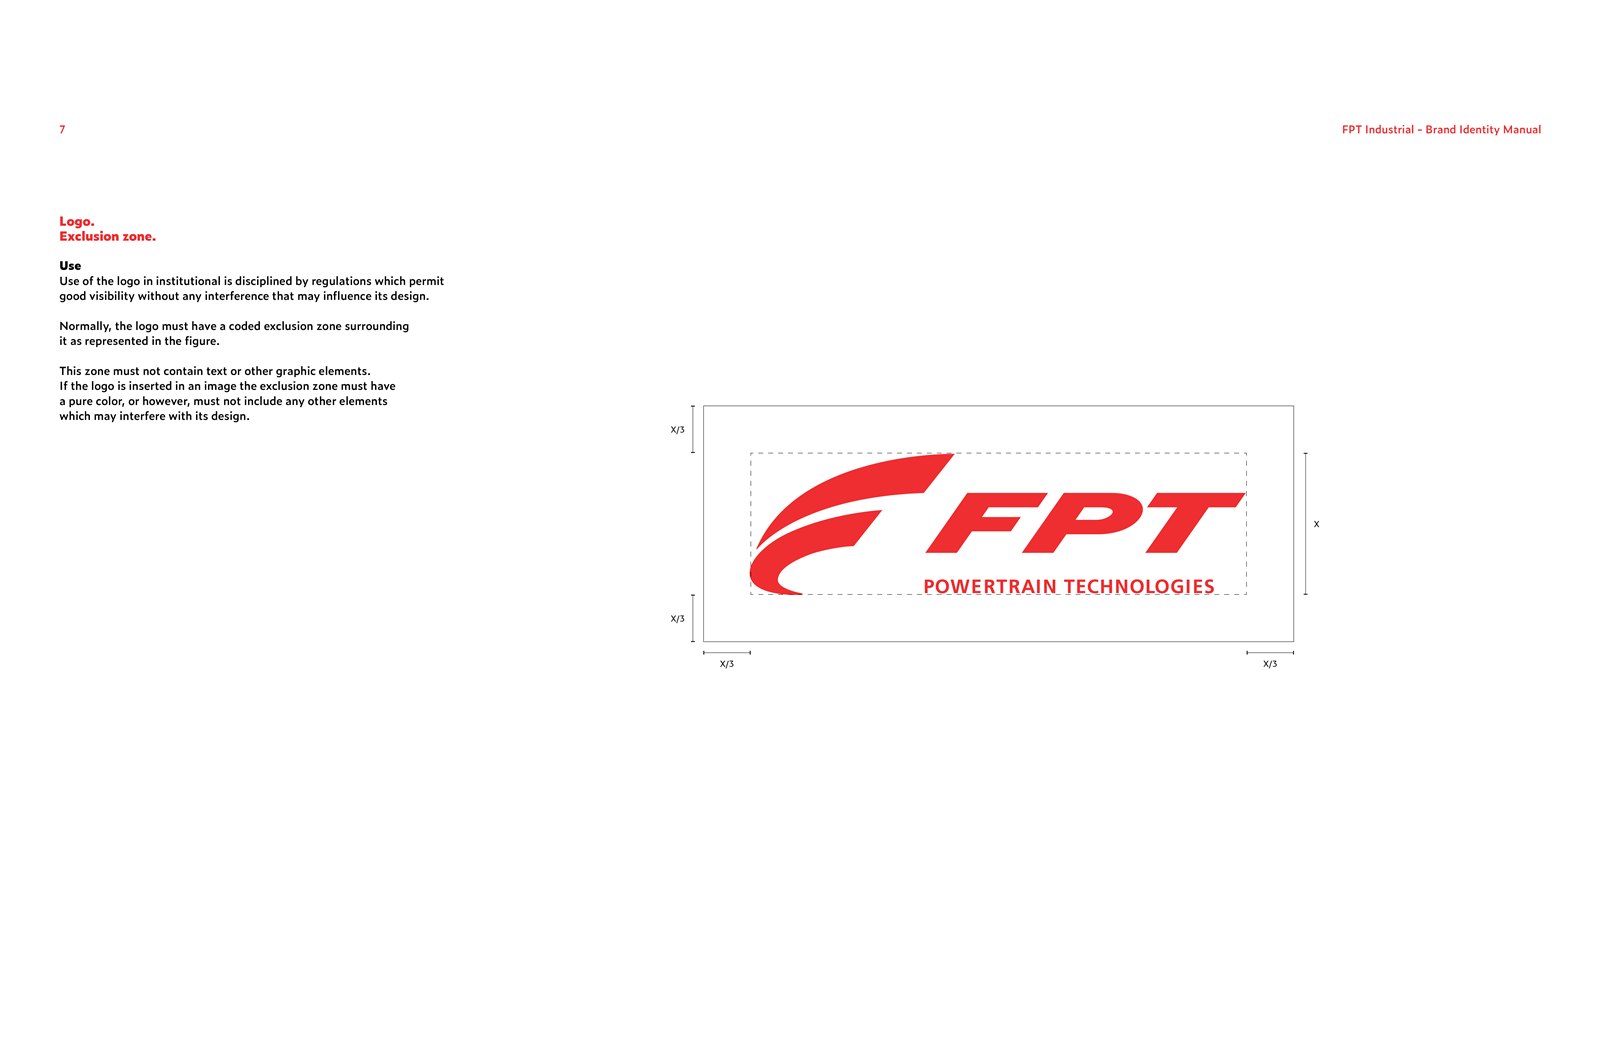 7
FPT Industrial - Brand Identity Manual
Logo.
Exclusion zone.
Use
Use of the logo in institutional is disciplined by regulations which permit
good visibility without any interference that may influence its design.
Normally, the logo must have a coded exclusion zone surrounding
it as represented in the figure.
This zone must not contain text or other graphic elements.
If the logo is inserted in an image the exclusion zone must have
a pure color, or however, must not include any other elements
which may interfere with its design.
X/3
FPT
X
POWERTRAIN TECHNOLOGIES
X/3
X/3
X/3